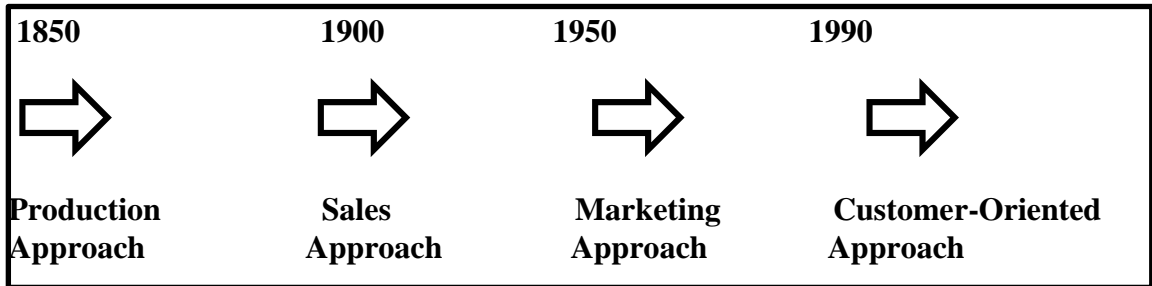 1850 1900 1950 1990
Production Sales Marketing Customer-Oriented
Approach Approach Approach Approach